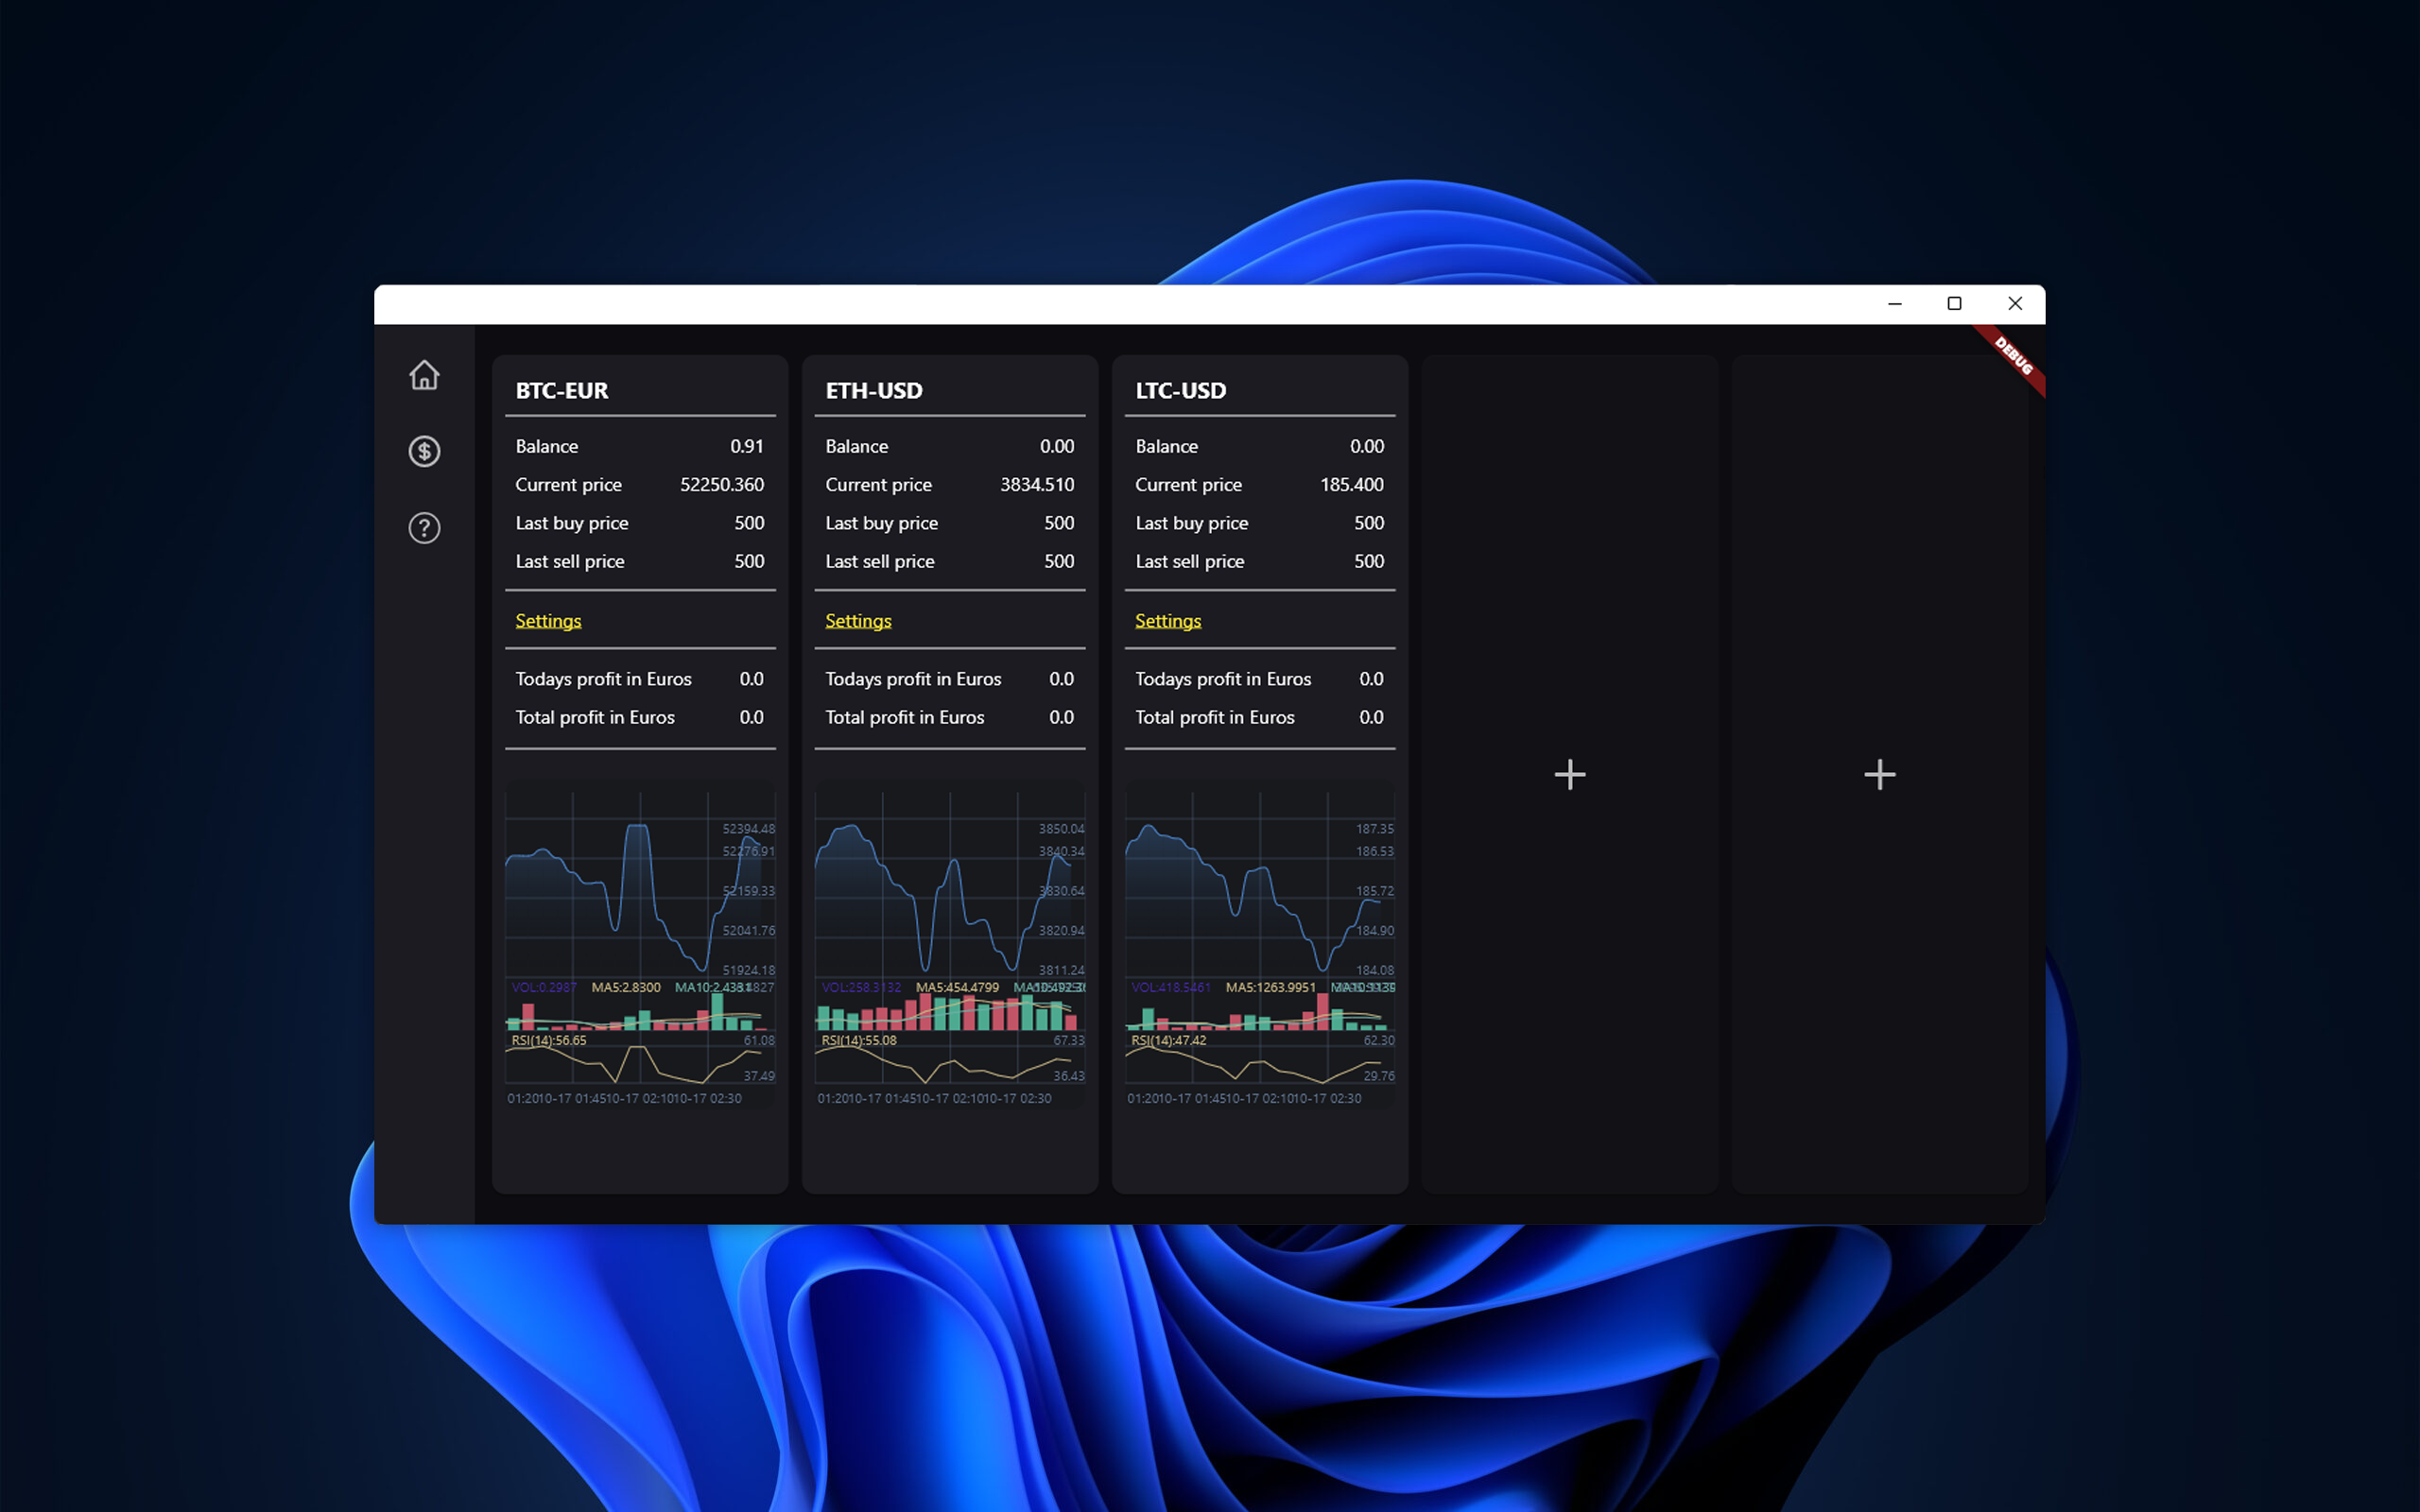 DEBUG
BTC-EUR
Balance 0.91
Current price 52250.360
Last buy price 500
Last sell price 500
Settings
Todays profit in Euros 0.0
Total profit in Euros 0.0
52394.48
52276.91
52159.33
52041.76
51924.18
VOL:0.2987 MA5:2.8300
RSI(14):56.65 61.08
37.49
01:2010-17 01:4510-17 02:1010-17 02:30
ETH-USD
Balance 0.00
Current price 3834.510
Last buy price 500
Last sell price 500
Settings
Todays profit in Euros 0.0
Total profit in Euros 0.0
3850.04
3840.34
3830.64
3820.94
3811.24
VOL:258.3132 MA5:454.4799
RSI(14):55.08 67.33
36.43
01:2010-17 01:4510-17 02:1010-17 02:30
LTC-USD
Balance 0.00
Current price 185.400
Last buy price 500
Last sell price 500
Settings
Todays profit in Euros 0.0
Total profit in Euros 0.0
187.35
186.53
185.72
184.90
184.08
VOL:418.5461 MA5:1263.9951
RSI(14):47.42 62.30
29.76
01:2010-17 01:4510-17 02:1010-17 02:30